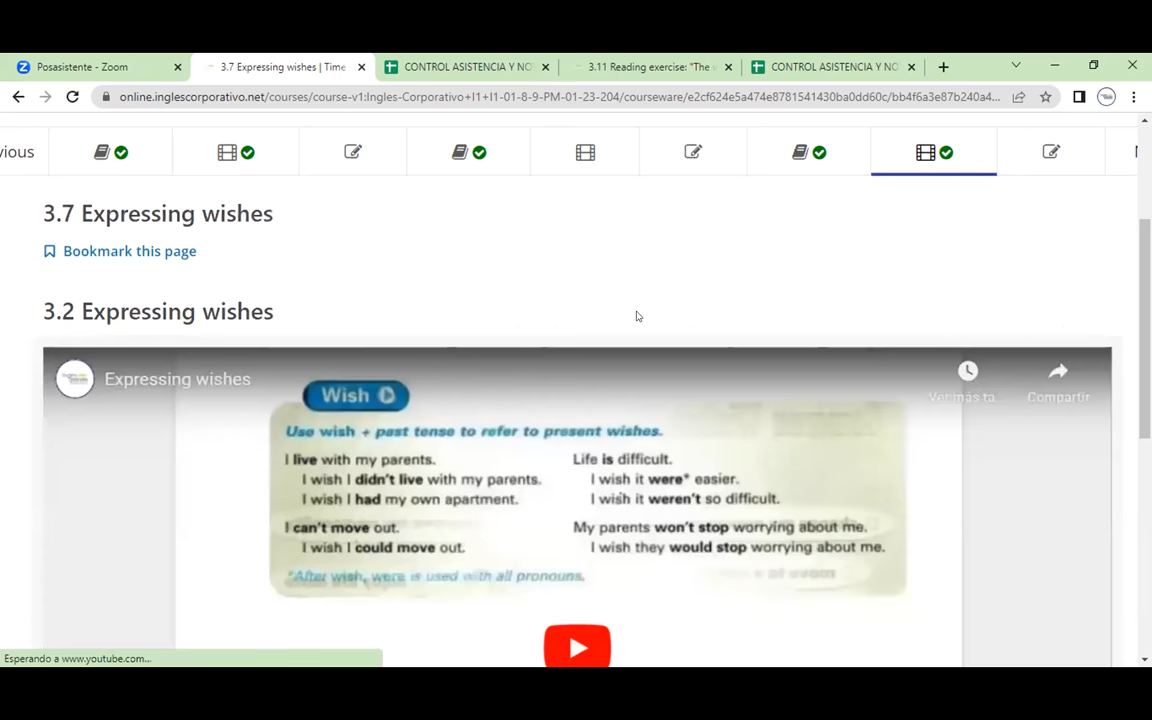 Posasistente - Zoom
3.7 Expressing wishes | Time
CONTROL ASISTENCIA Y NO
3.11 Reading exercise: "The
CONTROL ASISTENCIA Y NO
online.inglescorporativo.net/courses/course-v1:Ingles-Corporativo+I1+I1-01-8-9-PM-01-23-204/courseware/e2cf624e5a474e8781541430ba0dd60c/bb4f6a3e87b240a4...
vious
3.7 Expressing wishes
Bookmark this page
3.2 Expressing wishes
Expressing wishes
Ver más ta...
Compartir
Wish
Use wish + past tense to refer to present wishes.
I live with my parents.
I wish I didn't live with my parents.
I wish I had my own apartment.
I can't move out.
I wish I could move out.
Life is difficult.
I wish it were* easier.
I wish it weren't so difficult.
My parents won't stop worrying about me.
I wish they would stop worrying about me.
*After wish, were is used with all pronouns.
Esperando a www.youtube.com...